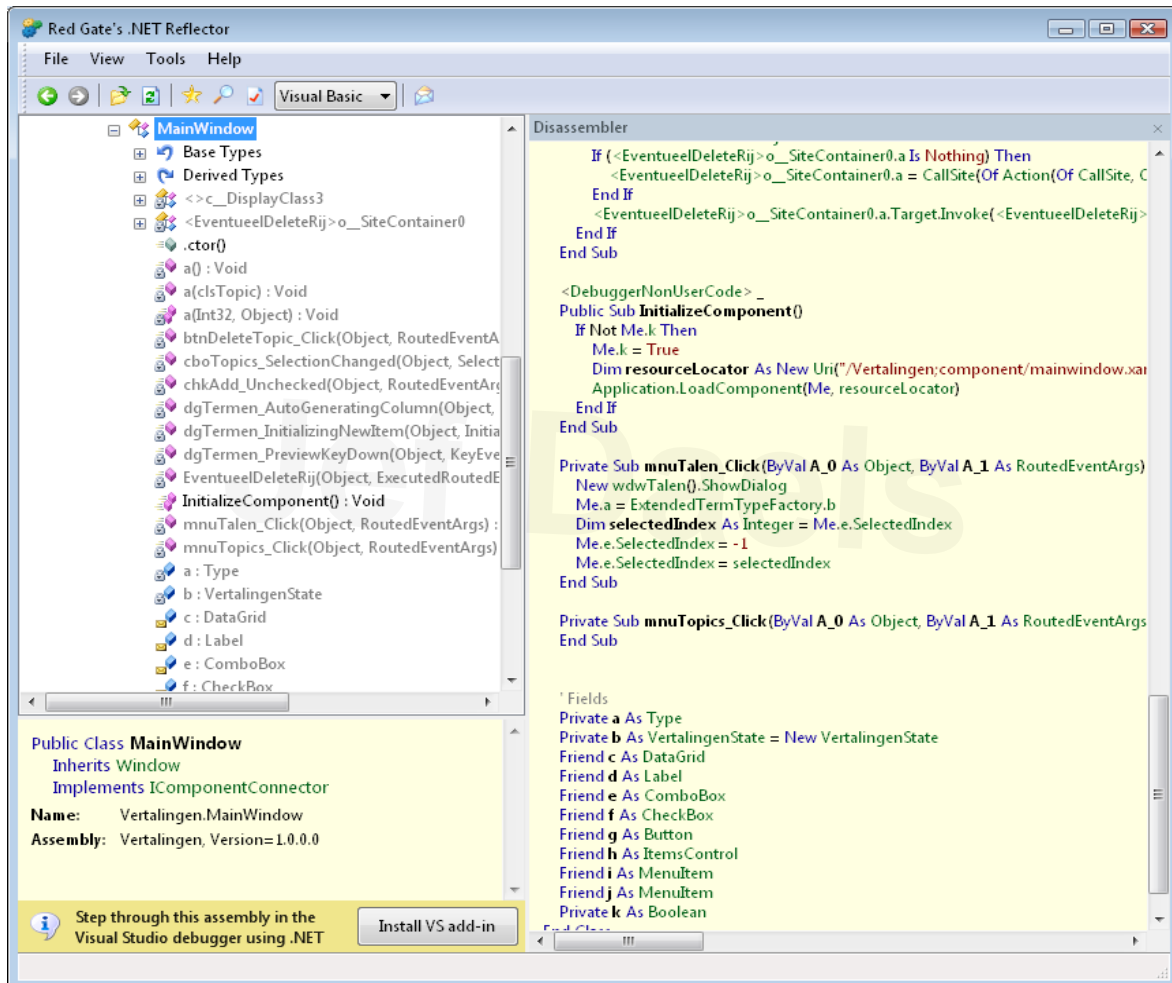 Red Gate's .NET Reflector
File View Tools Help
Visual Basic
MainWindow
Base Types
Derived Types
<>c__DisplayClass3
<EventueelDeleteRij>o__SiteContainer0
.ctor()
a() : Void
a(clsTopic) : Void
a(Int32, Object) : Void
btnDeleteTopic_Click(Object, RoutedEventA
cboTopics_SelectionChanged(Object, Select
chkAdd_Unchecked(Object, RoutedEventArg
dgTermen_AutoGeneratingColumn(Object,
dgTermen_InitializingNewItem(Object, Initia
dgTermen_PreviewKeyDown(Object, KeyEve
EventueelDeleteRij(Object, ExecutedRoutedE
InitializeComponent() : Void
mnuTalen_Click(Object, RoutedEventArgs) :
mnuTopics_Click(Object, RoutedEventArgs)
a : Type
b : VertalingenState
c : DataGrid
d : Label
e : ComboBox
f : CheckBox
Public Class MainWindow
Inherits Window
Implements IComponentConnector
Name: Vertalingen.MainWindow
Assembly: Vertalingen, Version=1.0.0.0
Step through this assembly in the
Visual Studio debugger using .NET
Install VS add-in
Disassembler
If (<EventueelDeleteRij>o__SiteContainer0.a Is Nothing) Then
<EventueelDeleteRij>o__SiteContainer0.a = CallSite(Of Action(Of CallSite, C
End If
<EventueelDeleteRij>o__SiteContainer0.a.Target.Invoke(<EventueelDeleteRij>
End If
End Sub
<DebuggerNonUserCode> _
Public Sub InitializeComponent()
If Not Me.k Then
Me.k = True
Dim resourceLocator As New Uri("/Vertalingen;component/mainwindow.xam
Application.LoadComponent(Me, resourceLocator)
End If
End Sub
Private Sub mnuTalen_Click(ByVal A_0 As Object, ByVal A_1 As RoutedEventArgs)
New wdwTalen().ShowDialog
Me.a = ExtendedTermTypeFactory.b
Dim selectedIndex As Integer = Me.e.SelectedIndex
Me.e.SelectedIndex = -1
Me.e.SelectedIndex = selectedIndex
End Sub
Private Sub mnuTopics_Click(ByVal A_0 As Object, ByVal A_1 As RoutedEventArgs
End Sub
' Fields
Private a As Type
Private b As VertalingenState = New VertalingenState
Friend c As DataGrid
Friend d As Label
Friend e As ComboBox
Friend f As CheckBox
Friend g As Button
Friend h As ItemsControl
Friend i As MenuItem
Friend j As MenuItem
Private k As Boolean
End Class